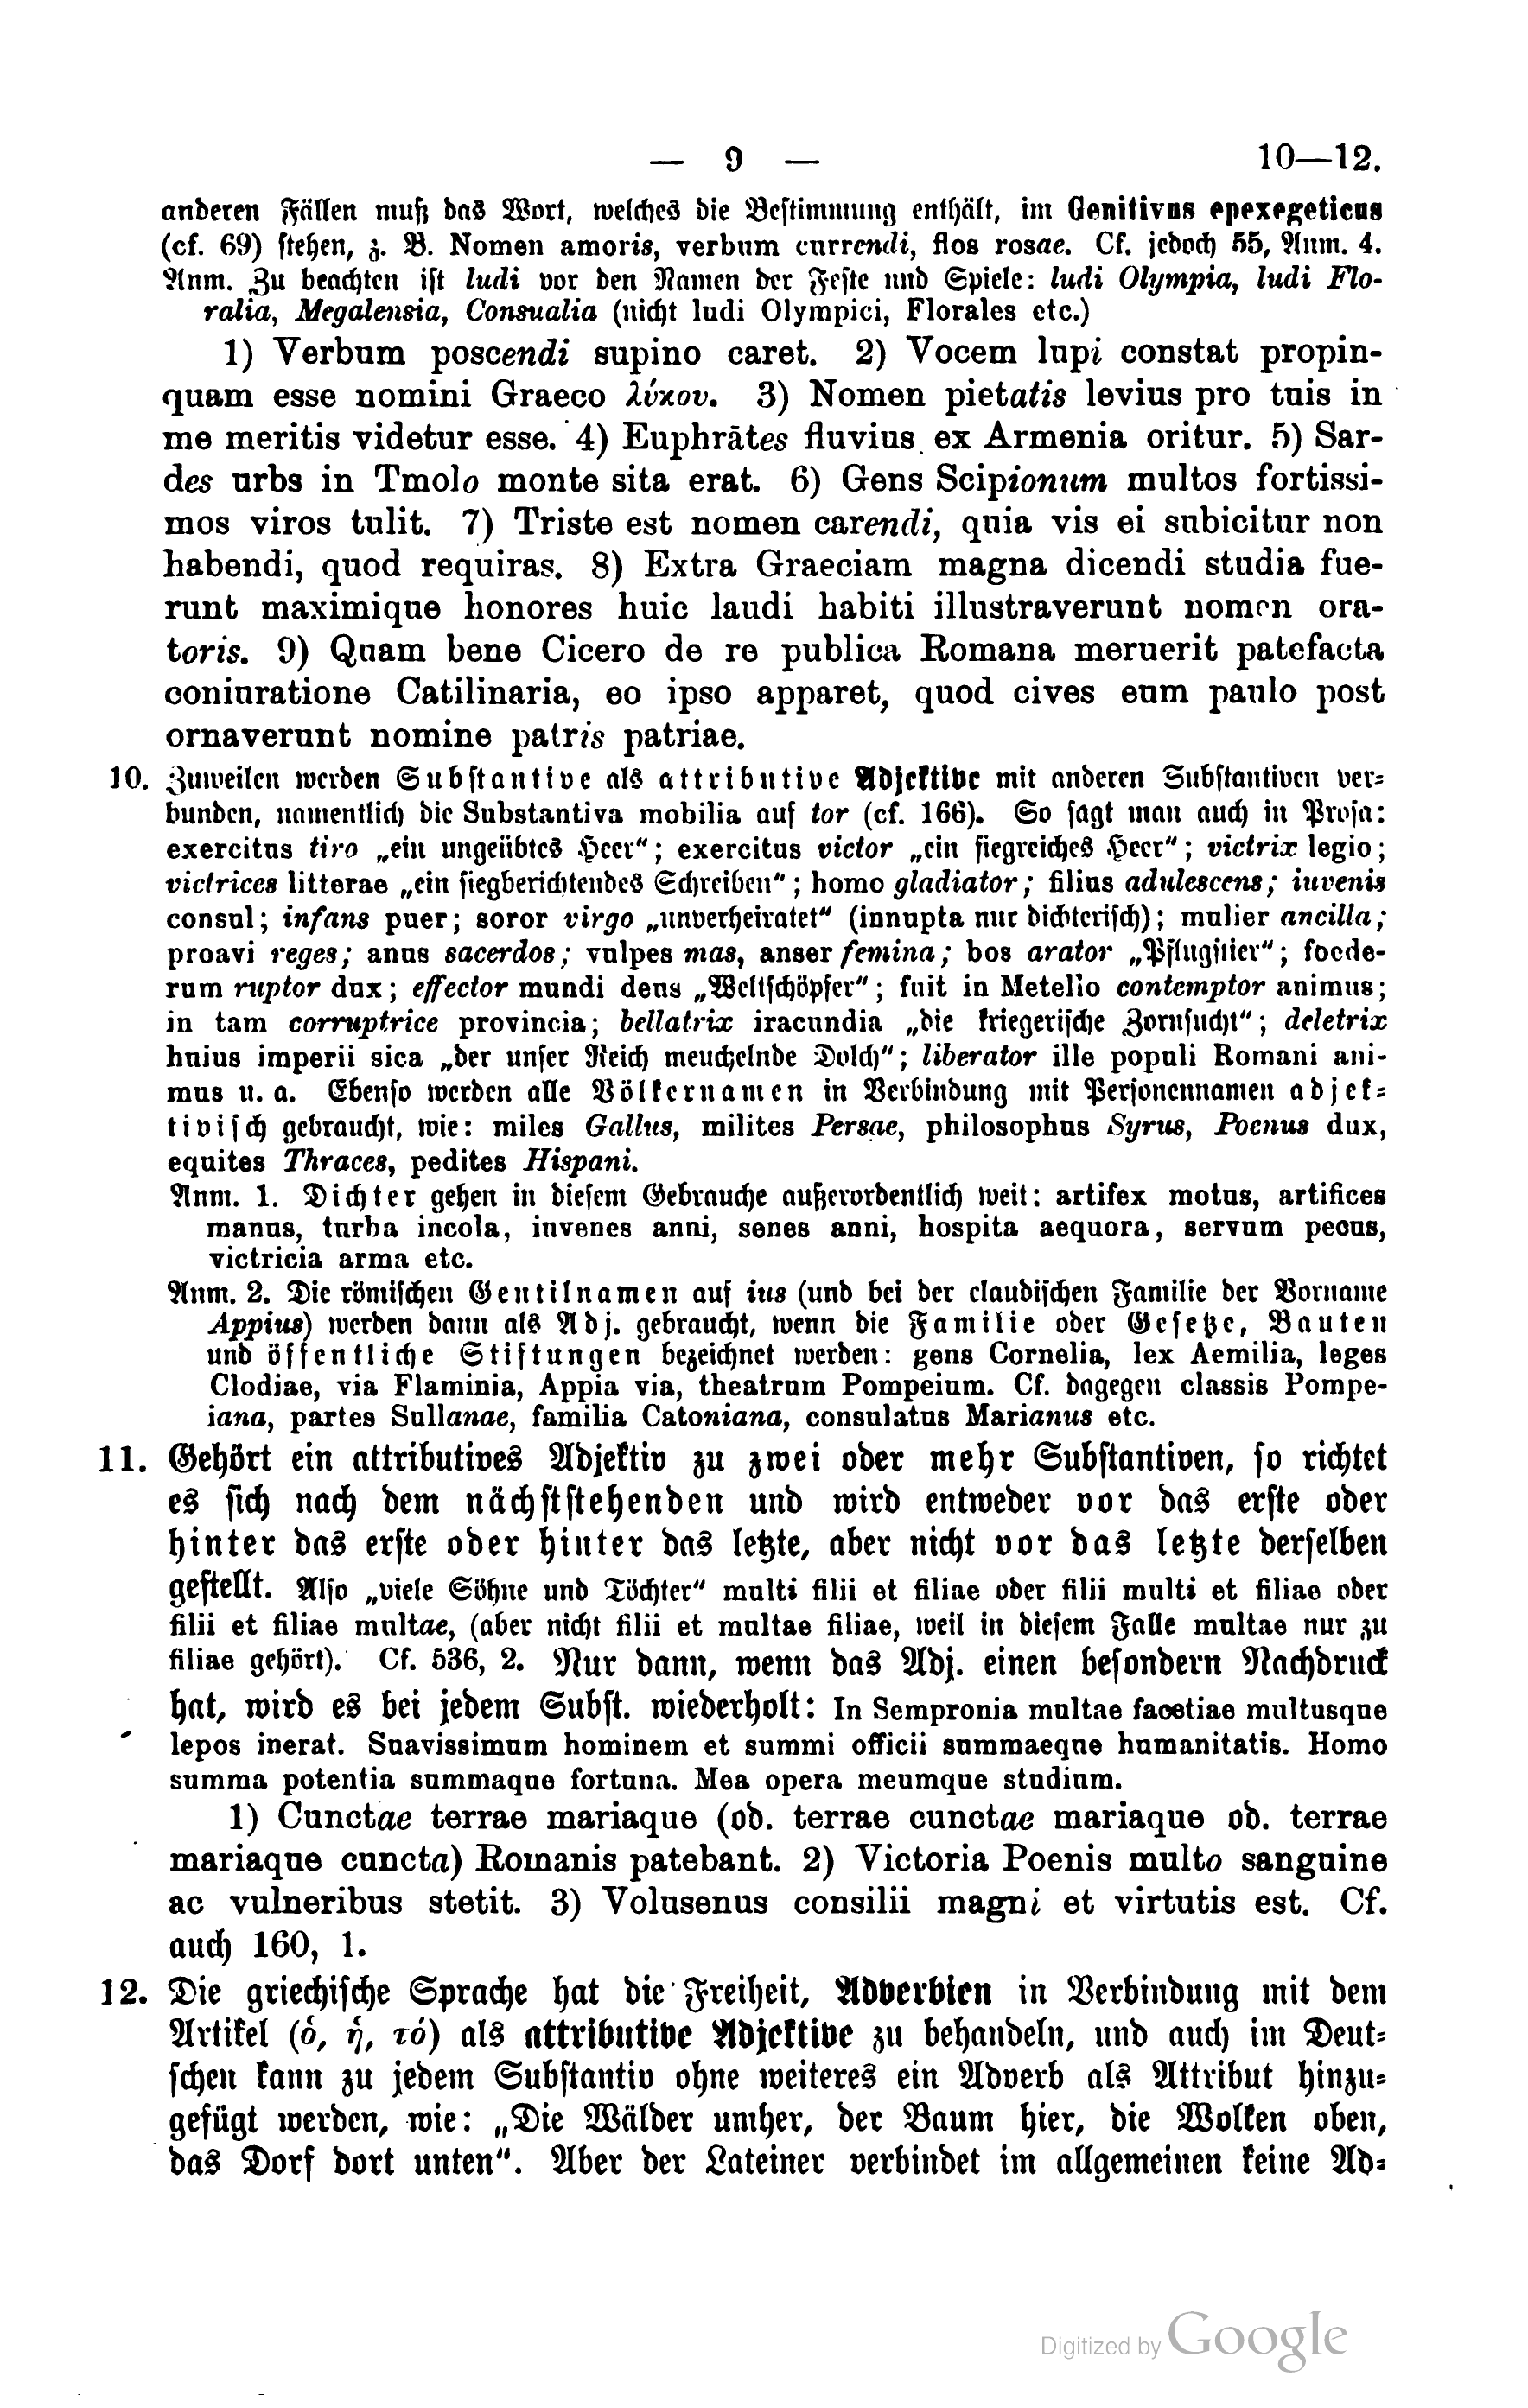 — 9 — 10—12.
anderen Fällen muß das Wort, welches die Bestimmung enthält, im Genitivus epexegeticus
(cf. 69) stehen, z. B. Nomen amoris, verbum currendi, flos rosae. Cf. jedoch 55, Anm. 4.
Anm. Zu beachten ist ludi vor den Namen der Feste und Spiele: ludi Olympia, ludi Flo-
ralia, Megalensia, Consualia (nicht ludi Olympici, Florales etc.)
1) Verbum poscendi supino caret. 2) Vocem lupi constat propin-
quam esse nomini Graeco λύκου. 3) Nomen pietatis levius pro tuis in
me meritis videtur esse. 4) Euphrātes fluvius ex Armenia oritur. 5) Sar-
des urbs in Tmolo monte sita erat. 6) Gens Scipionum multos fortissi-
mos viros tulit. 7) Triste est nomen carendi, quia vis ei subicitur non
habendi, quod requiras. 8) Extra Graeciam magna dicendi studia fue-
runt maximique honores huic laudi habiti illustraverunt nomen ora-
toris. 9) Quam bene Cicero de re publica Romana meruerit patefacta
coniuratione Catilinaria, eo ipso apparet, quod cives eum paulo post
ornaverunt nomine patris patriae.
10. Zuweilen werden Substantive als attributive Adjektive mit anderen Substantiven ver-
bunden, namentlich die Substantiva mobilia auf tor (cf. 166). So sagt man auch in Prosa:
exercitus tiro „ein ungeübtes Heer“; exercitus victor „ein siegreiches Heer“; victrix legio;
victrices litterae „ein siegberichtendes Schreiben“; homo gladiator; filius adulescens; iuvenis
consul; infans puer; soror virgo „unverheiratet“ (innupta nur dichterisch); mulier ancilla;
proavi reges; anus sacerdos; vulpes mas, anser femina; bos arator „Pflugstier“; foede-
rum ruptor dux; effector mundi deus „Weltschöpfer“; fuit in Metello contemptor animus;
in tam corruptrice provincia; bellatrix iracundia „die kriegerische Zornsucht“; deletrix
huius imperii sica „der unser Reich meuchelnde Dolch“; liberator ille populi Romani ani-
mus u. a. Ebenso werden alle Völkernamen in Verbindung mit Personennamen adjek-
tivisch gebraucht, wie: miles Gallus, milites Persae, philosophus Syrus, Poenus dux,
equites Thraces, pedites Hispani.
Anm. 1. Dichter gehen in diesem Gebrauche außerordentlich weit: artifex motus, artifices
manus, turba incola, iuvenes anni, senes anni, hospita aequora, servum pecus,
victricia arma etc.
Anm. 2. Die römischen Gentilnamen auf ius (und bei der claudischen Familie der Vorname
Appius) werden dann als Adj. gebraucht, wenn die Familie oder Gesetze, Bauten
und öffentliche Stiftungen bezeichnet werden: gens Cornelia, lex Aemilia, leges
Clodiae, via Flaminia, Appia via, theatrum Pompeium. Cf. dagegen classis Pompe-
iana, partes Sullanae, familia Catoniana, consulatus Marianus etc.
11. Gehört ein attributives Adjektiv zu zwei oder mehr Substantiven, so richtet
es sich nach dem nächststehenden und wird entweder vor das erste oder
hinter das erste oder hinter das letzte, aber nicht vor das letzte derselben
gestellt. Also „viele Söhne und Töchter“ multi filii et filiae oder filii multi et filiae oder
filii et filiae multae, (aber nicht filii et multae filiae, weil in diesem Falle multae nur zu
filiae gehört). Cf. 536, 2. Nur dann, wenn das Adj. einen besondern Nachdruck
hat, wird es bei jedem Subst. wiederholt: In Sempronia multae facetiae multusque
lepos inerat. Suavissimum hominem et summi officii summaeque humanitatis. Homo
summa potentia summaque fortuna. Mea opera meumque studium.
1) Cunctae terrae mariaque (od. terrae cunctae mariaque od. terrae
mariaque cuncta) Romanis patebant. 2) Victoria Poenis multo sanguine
ac vulneribus stetit. 3) Volusenus consilii magni et virtutis est. Cf.
auch 160, 1.
12. Die griechische Sprache hat die Freiheit, Adverbien in Verbindung mit dem
Artikel (ὁ, ἡ, τό) als attributive Adjektive zu behandeln, und auch im Deut-
schen kann zu jedem Substantiv ohne weiteres ein Adverb als Attribut hinzu-
gefügt werden, wie: „Die Wälder umher, der Baum hier, die Wolken oben,
das Dorf dort unten“. Aber der Lateiner verbindet im allgemeinen keine Ad-
Digitized by Google